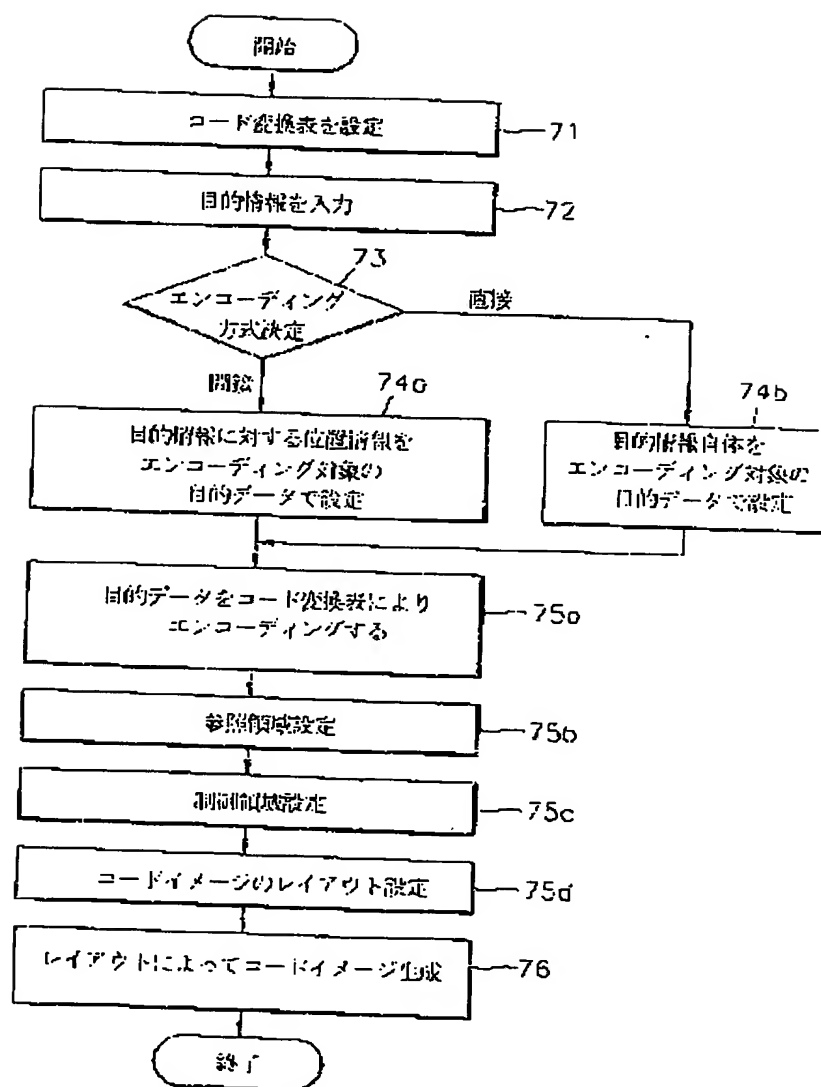 開始
コード変換表を設定
71
目的情報を入力
72
73
エンコーディング
方式決定
直接
間接
74a
目的情報に対する位置情報を
エンコーディング対象の
目的データで設定
74b
目的情報自体を
エンコーディング対象の
目的データで設定
目的データをコード変換表により
エンコーディングする
75a
参照領域設定
75b
制御領域設定
75c
コードイメージのレイアウト設定
75d
レイアウトによってコードイメージ生成
76
終了